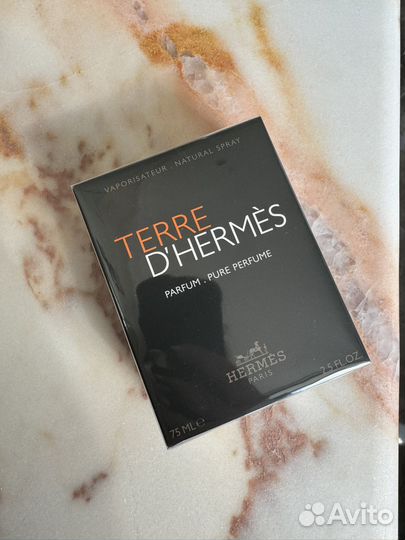 VAPORISATEUR . NATURAL SPRAY
TERRE
D'HERMÈS
PARFUM . PURE PERFUME
HERMÈS
PARIS
75 ML ℮ 2.5 FL.OZ
Avito